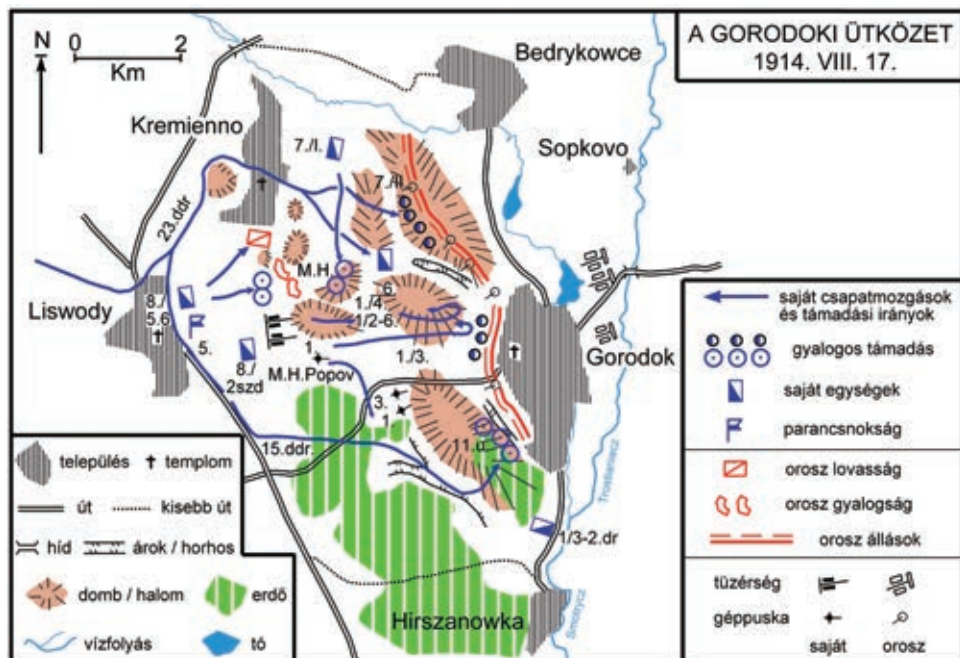 A GORODOKI ÜTKÖZET
1914. VIII. 17.
N
0 2
Km
Bedrykowce
Kremienno
Sopkovo
7./I.
7./II.
23.ddr
M.H.
6
1./4
1/2-6.
Liswody
8./
5.6
5.
1.
1./3.
Gorodok
8./
2szd
M.H.Popov
3.
1
11.u.
15.ddr.
1/3-2.dr
Hirszanowka
Smotrycz
saját csapatmozgások
és támadási irányok
gyalogos támadás
saját egységek
parancsnokság
orosz lovasság
orosz gyalogság
orosz állások
tüzérség
géppuska
saját orosz
település templom
út kisebb út
híd árok / horhos
domb / halom erdő
vízfolyás tó